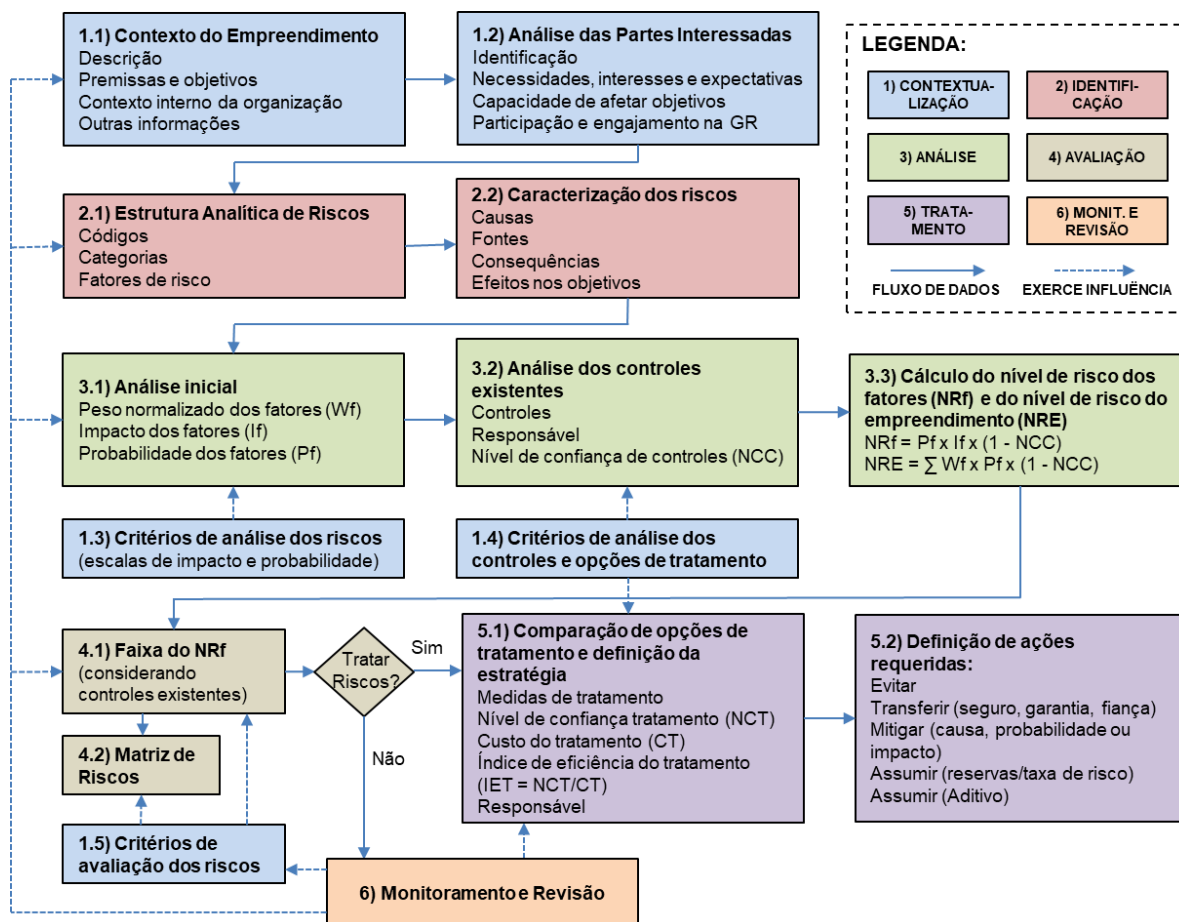 1.1) Contexto do Empreendimento
Descrição
Premissas e objetivos
Contexto interno da organização
Outras informações
1.2) Análise das Partes Interessadas
Identificação
Necessidades, interesses e expectativas
Capacidade de afetar objetivos
Participação e engajamento na GR
LEGENDA:
1) CONTEXTUA-
LIZAÇÃO
2) IDENTIFI-
CAÇÃO
3) ANÁLISE
4) AVALIAÇÃO
5) TRATA-
MENTO
6) MONIT. E
REVISÃO
FLUXO DE DADOS
EXERCE INFLUÊNCIA
2.1) Estrutura Analítica de Riscos
Códigos
Categorias
Fatores de risco
2.2) Caracterização dos riscos
Causas
Fontes
Consequências
Efeitos nos objetivos
3.1) Análise inicial
Peso normalizado dos fatores (Wf)
Impacto dos fatores (If)
Probabilidade dos fatores (Pf)
3.2) Análise dos controles
existentes
Controles
Responsável
Nível de confiança de controles (NCC)
3.3) Cálculo do nível de risco dos
fatores (NRf) e do nível de risco do
empreendimento (NRE)
NRf = Pf x If x (1 - NCC)
NRE = ∑ Wf x Pf x (1 - NCC)
1.3) Critérios de análise dos riscos
(escalas de impacto e probabilidade)
1.4) Critérios de análise dos
controles e opções de tratamento
4.1) Faixa do NRf
(considerando
controles existentes)
Tratar
Riscos?
Sim
Não
4.2) Matriz de
Riscos
1.5) Critérios de
avaliação dos riscos
5.1) Comparação de opções de
tratamento e definição da
estratégia
Medidas de tratamento
Nível de confiança tratamento (NCT)
Custo do tratamento (CT)
Índice de eficiência do tratamento
(IET = NCT/CT)
Responsável
5.2) Definição de ações
requeridas:
Evitar
Transferir (seguro, garantia, fiança)
Mitigar (causa, probabilidade ou
impacto)
Assumir (reservas/taxa de risco)
Assumir (Aditivo)
6) Monitoramento e Revisão